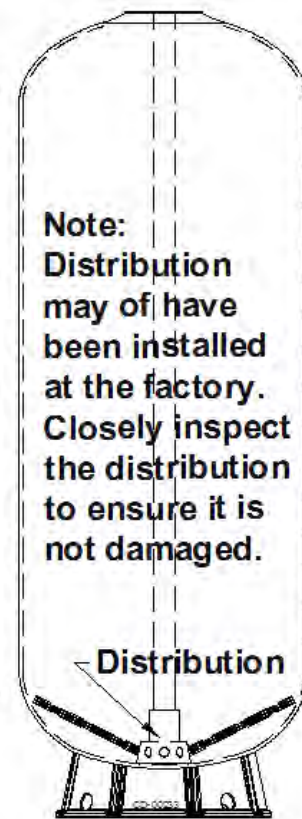 Note:
Distribution
may of have
been installed
at the factory.
Closely inspect
the distribution
to ensure it is
not damaged.
Distribution